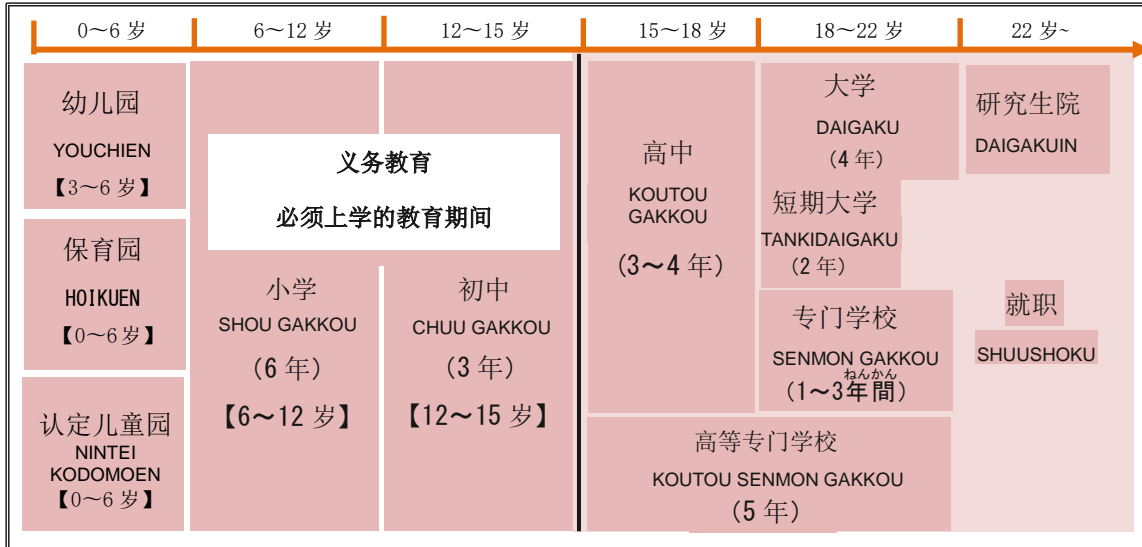 0～6 岁
6～12 岁
12～15 岁
15～18 岁
18～22 岁
22 岁~
幼儿园
YOUCHIEN
【3～6 岁】
保育园
HOIKUEN
【0～6 岁】
认定儿童园
NINTEI
KODOMOEN
【0～6 岁】
义务教育
必须上学的教育期间
小学
SHOU GAKKOU
（6 年）
【6～12 岁】
初中
CHUU GAKKOU
（3 年）
【12～15 岁】
高中
KOUTOU
GAKKOU
（3～4 年）
大学
DAIGAKU
（4 年）
短期大学
TANKIDAIGAKU
（2 年）
专门学校
SENMON GAKKOU
ねんかん
（1～3年間）
高等专门学校
KOUTOU SENMON GAKKOU
（5 年）
研究生院
DAIGAKUIN
就职
SHUUSHOKU